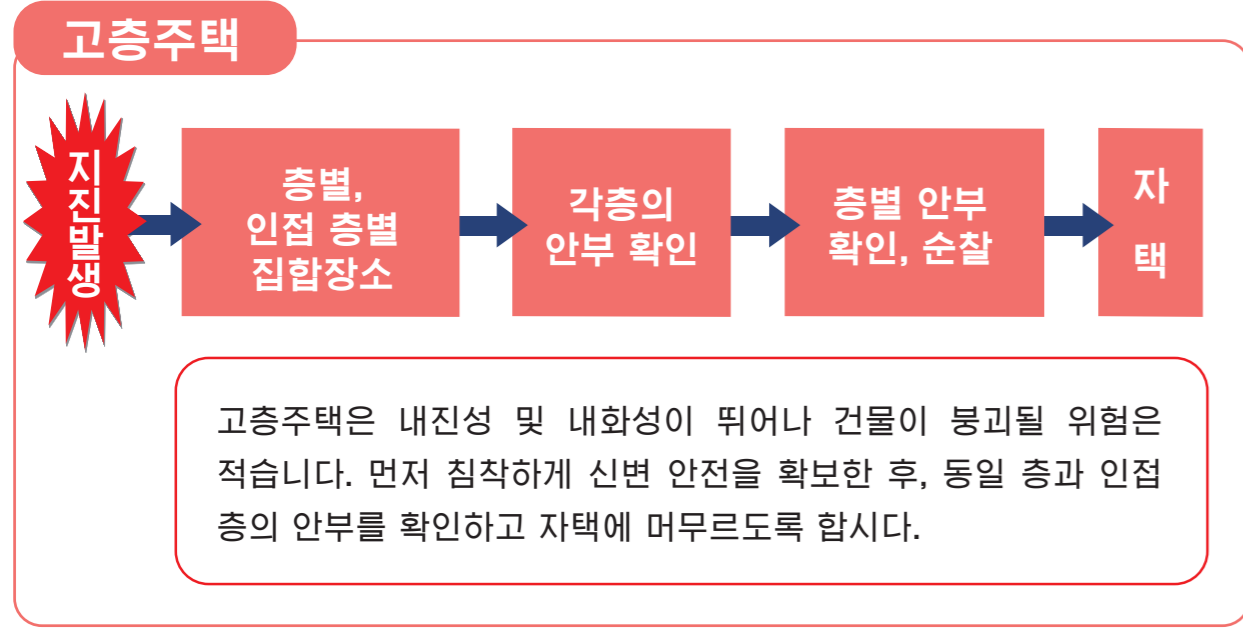 고층주택
지진발생
층별,
인접 층별
집합장소
각층의
안부 확인
층별 안부
확인, 순찰
자
택
고층주택은 내진성 및 내화성이 뛰어나 건물이 붕괴될 위험은
적습니다. 먼저 침착하게 신변 안전을 확보한 후, 동일 층과 인접
층의 안부를 확인하고 자택에 머무르도록 합시다.